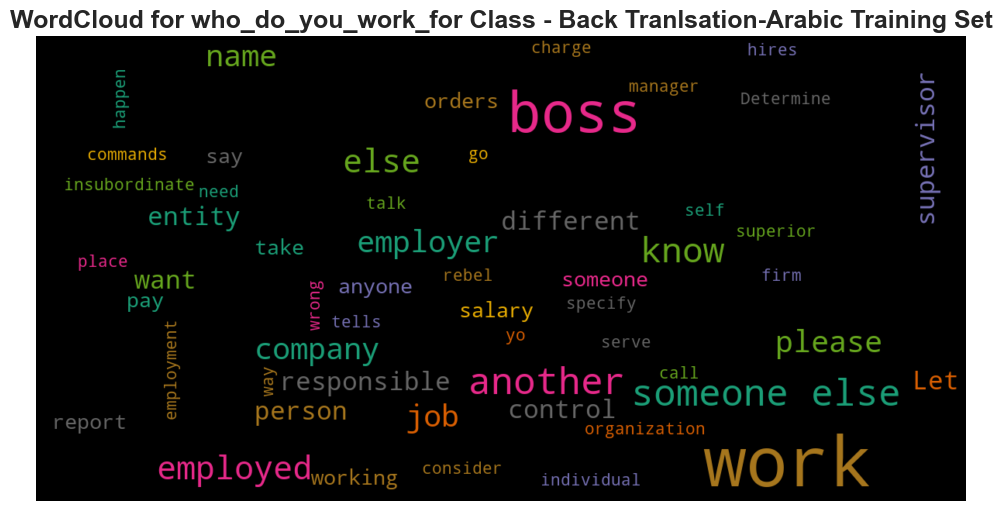 WordCloud for who_do_you_work_for Class - Back Tranlsation-Arabic Training Set
charge
hires
name
happen
manager
orders
boss
Determine
supervisor
commands
say
else
go
insubordinate
need
talk
entity
different
self
superior
take
employer
know
place
want
rebel
someone
firm
pay
wrong
anyone
salary
specify
tells
yo
serve
company
please
employment
way
responsible
another
call
someone else
Let
report
person
job
control
organization
employed
working
consider
individual
work